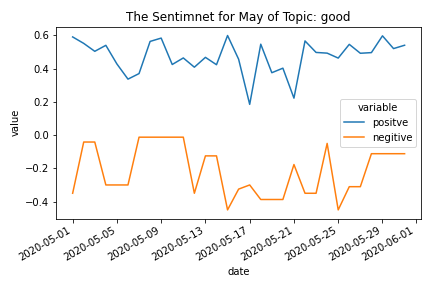 The Sentimnet for May of Topic: good
value
0.6
0.4
0.2
0.0
−0.2
−0.4
variable
positve
negitive
2020-05-01
2020-05-05
2020-05-09
2020-05-13
2020-05-17
2020-05-21
2020-05-25
2020-05-29
2020-06-01
date